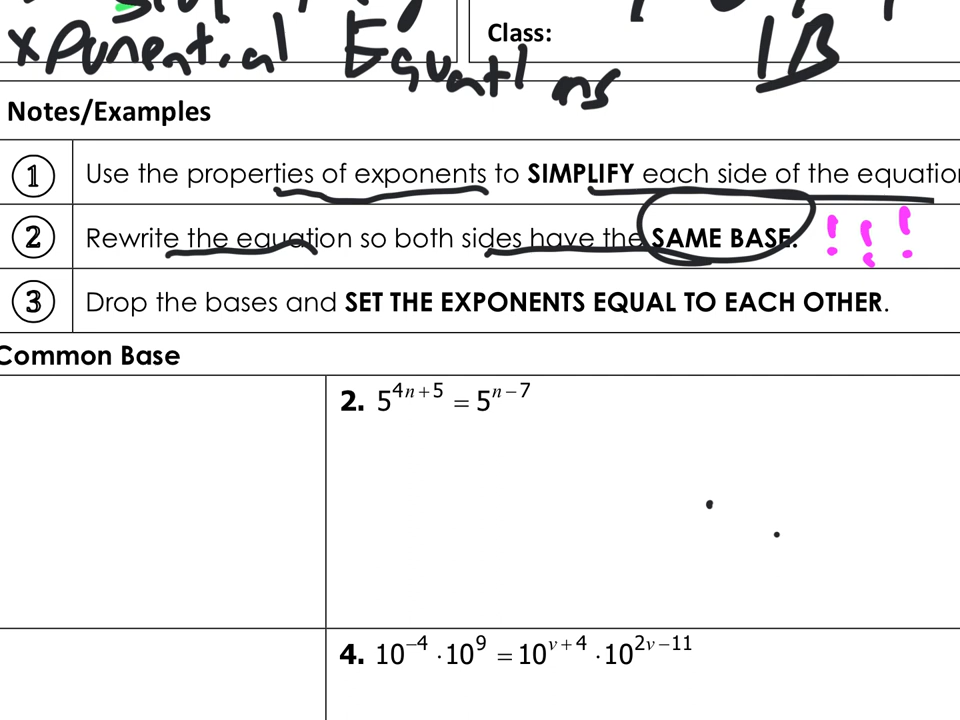 Class:
xponential Equations
1B
Notes/Examples
1 Use the properties of exponents to SIMPLIFY each side of the equation
2 Rewrite the equation so both sides have the SAME BASE. !!!
3 Drop the bases and SET THE EXPONENTS EQUAL TO EACH OTHER.
Common Base
2. 5^{4n+5} = 5^{n-7}
4. 10^{-4} · 10^{9} = 10^{v+4} · 10^{2v-11}